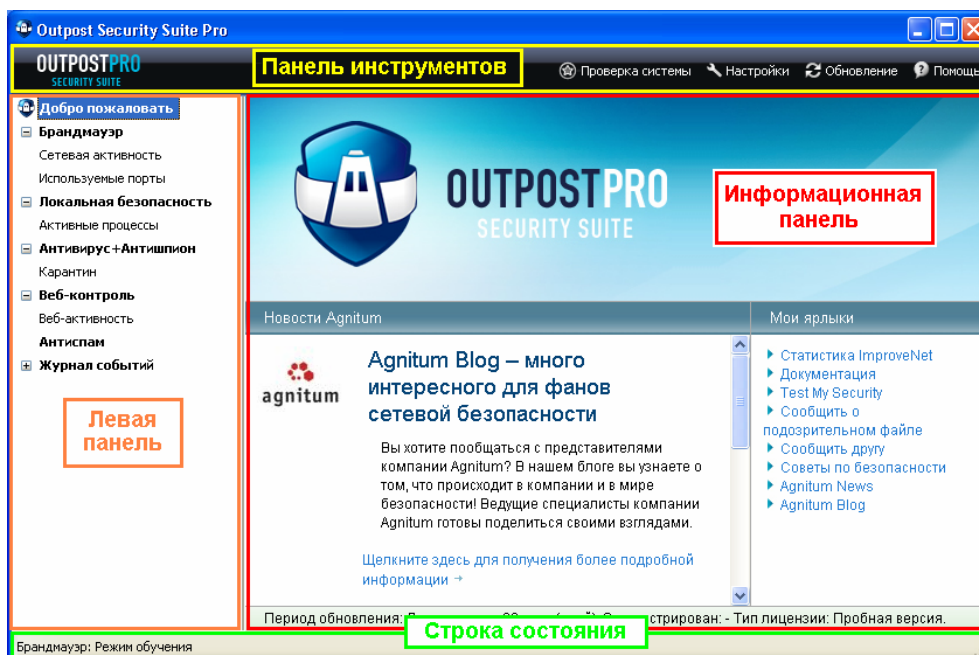 Outpost Security Suite Pro
OUTPOSTPRO
SECURITY SUITE
Панель инструментов
Проверка системы
Настройки
Обновление
Помощь
Добро пожаловать
Брандмауэр
Сетевая активность
Используемые порты
Локальная безопасность
Активные процессы
Антивирус+Антишпион
Карантин
Веб-контроль
Веб-активность
Антиспам
Журнал событий
Левая
панель
OUTPOSTPRO
SECURITY SUITE
Информационная
панель
Новости Agnitum
agnitum
Agnitum Blog – много
интересного для фанов
сетевой безопасности
Вы хотите пообщаться с представителями
компании Agnitum? В нашем блоге вы узнаете о
том, что происходит в компании и в мире
безопасности! Ведущие специалисты компании
Agnitum готовы поделиться своими взглядами.
Щелкните здесь для получения более подробной
информации →
Мои ярлыки
Статистика ImproveNet
Документация
Test My Security
Сообщить о
подозрительном файле
Сообщить другу
Советы по безопасности
Agnitum News
Agnitum Blog
Период обновления: - Тип лицензии: Пробная версия.
Строка состояния
Брандмауэр: Режим обучения